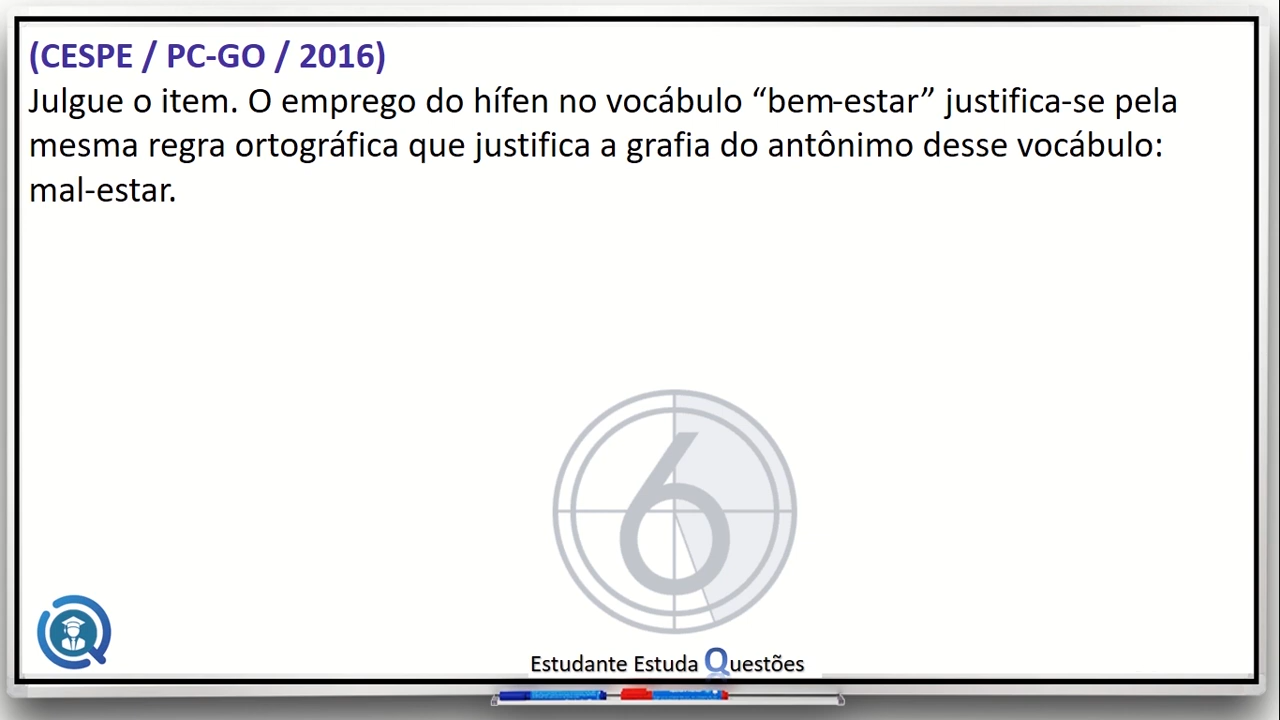 (CESPE / PC-GO / 2016)
Julgue o item. O emprego do hífen no vocábulo “bem-estar” justifica-se pela
mesma regra ortográfica que justifica a grafia do antônimo desse vocábulo:
mal-estar.
6
Estudante Estuda Questões